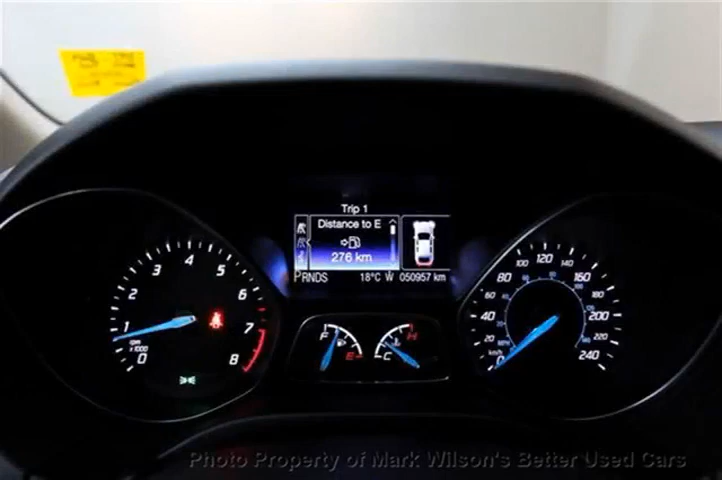 Trip 1
Distance to E
276 km
PRNDS 18°C W 050957 km
0 1 2 3 4 5 6 7 8
rpm
x1000
F E
C H
0 20 40 60 80 100 120 140 160 180 200 220 240
km/h
MPH
Photo Property of Mark Wilson's Better Used Cars